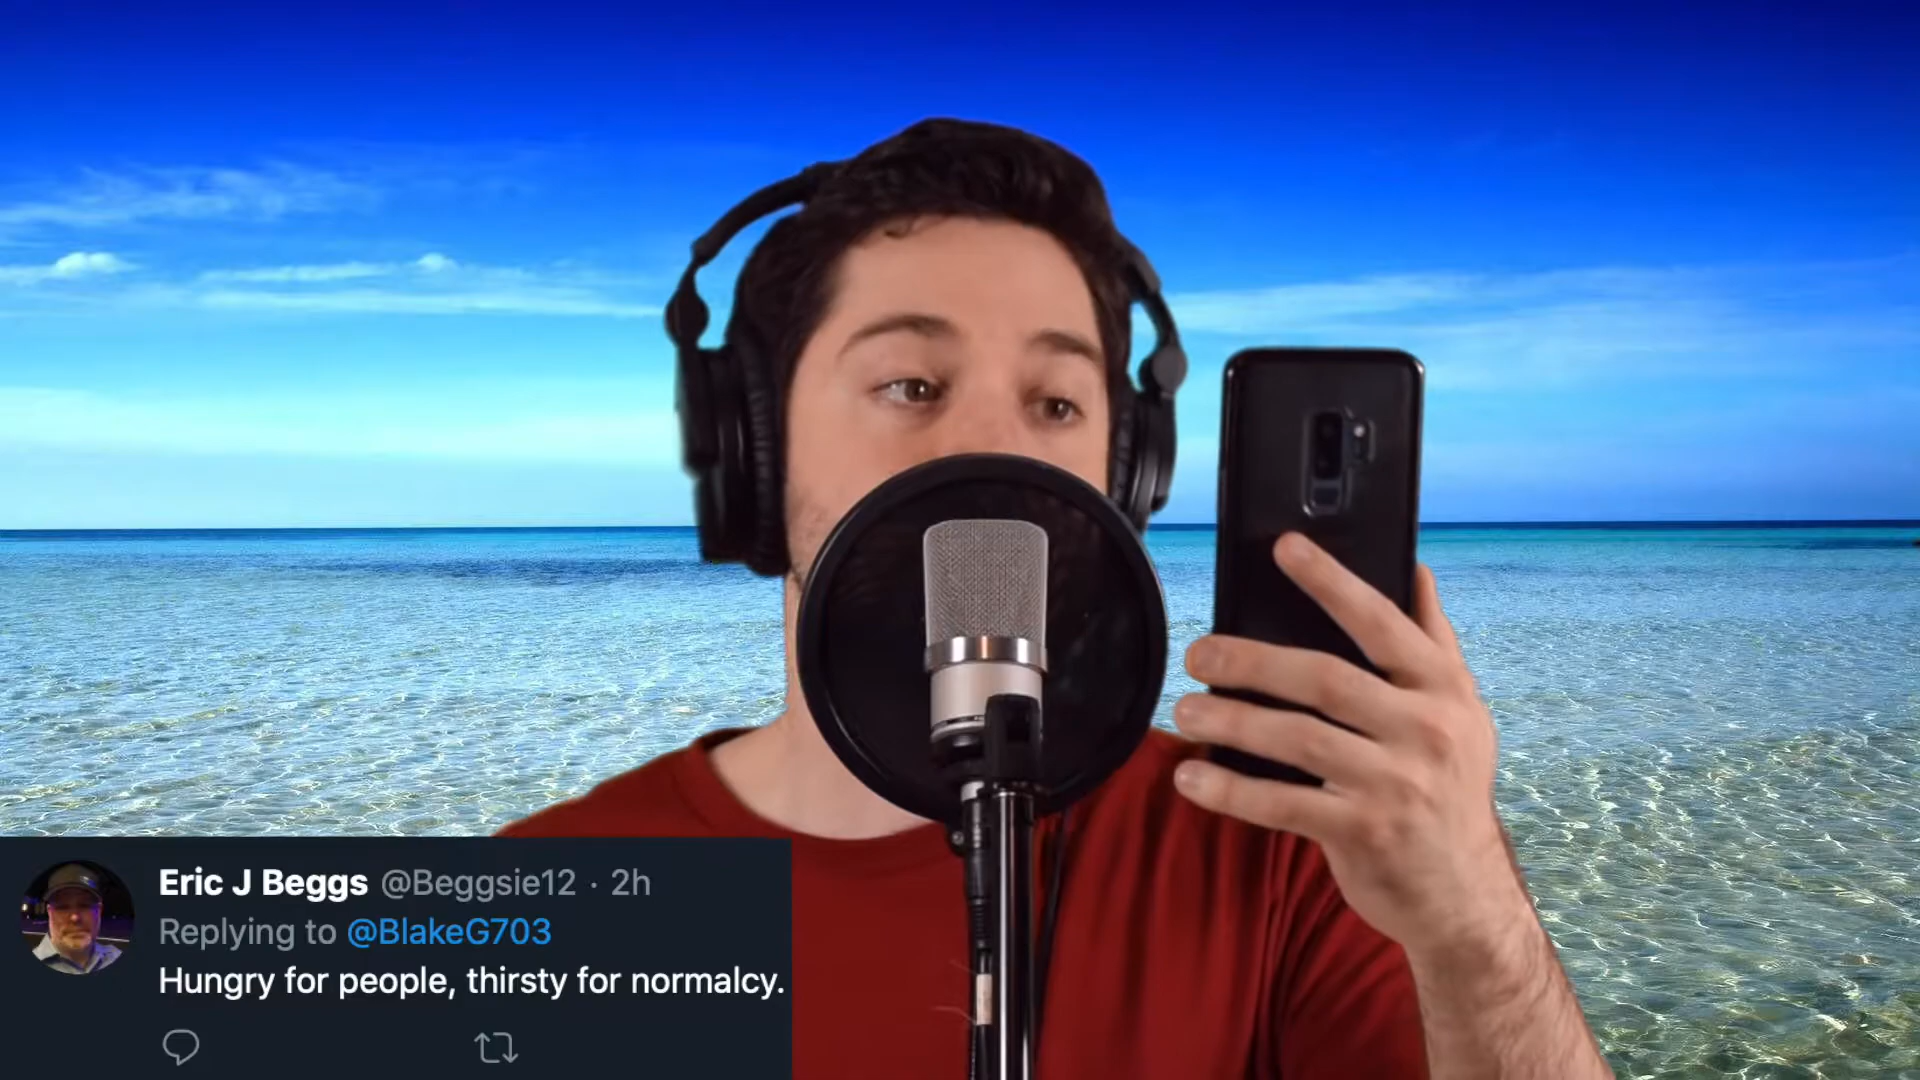 Eric J Beggs @Beggsie12 · 2h
Replying to @BlakeG703
Hungry for people, thirsty for normalcy.